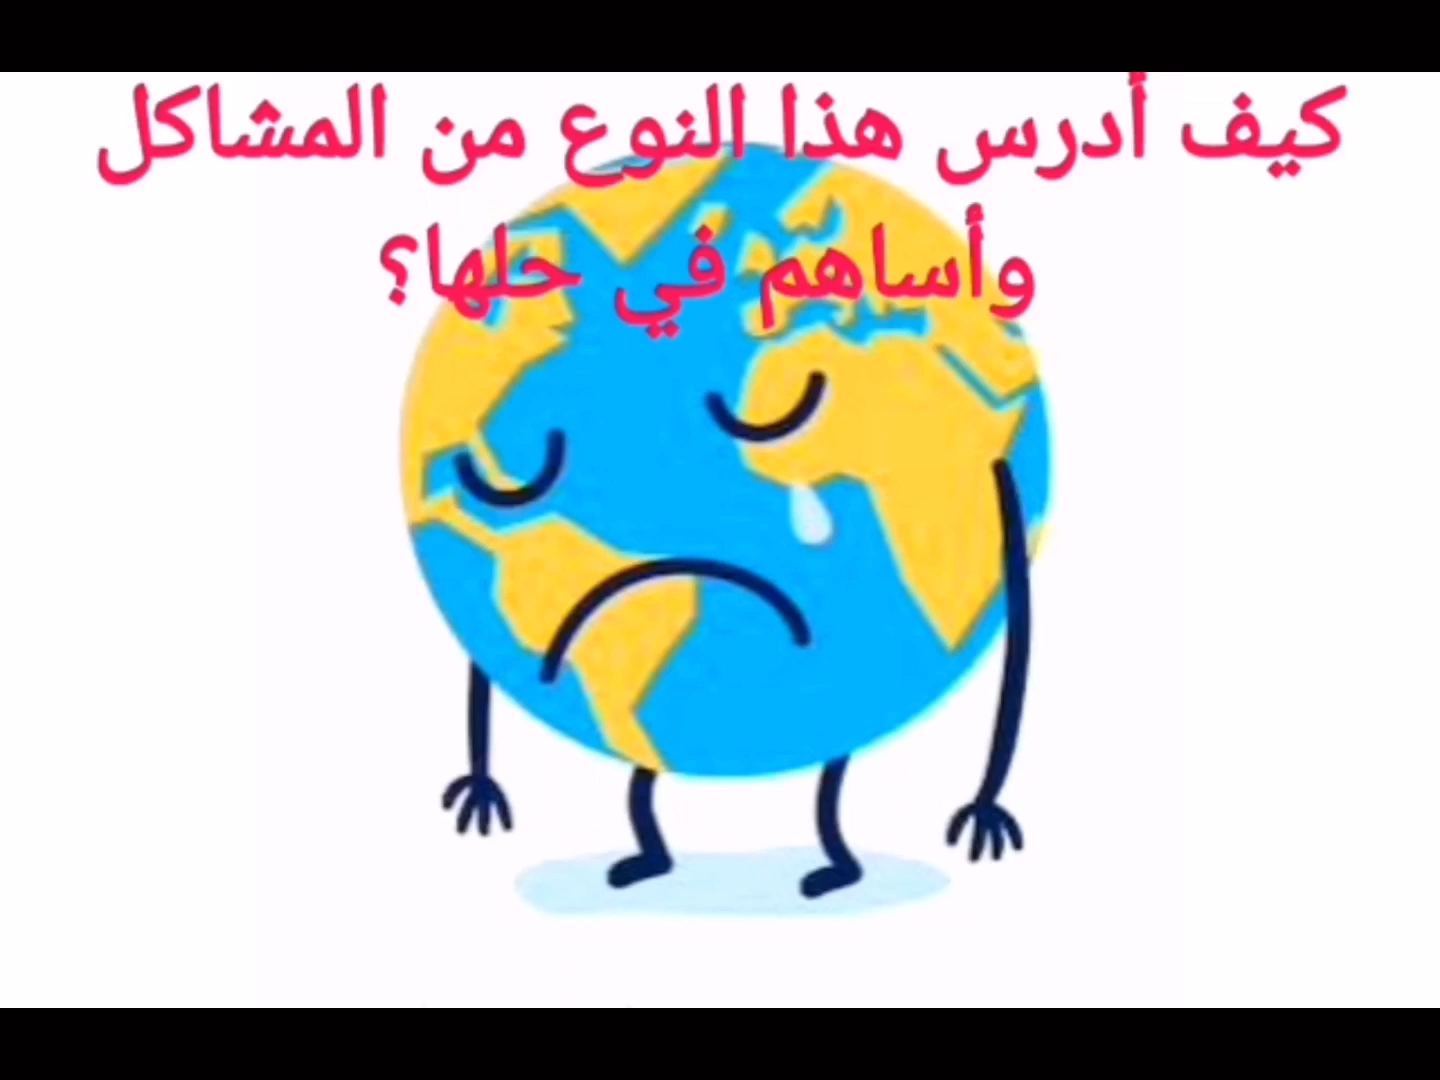 كيف أدرس هذا النوع من المشاكل
وأساهم في حلها؟